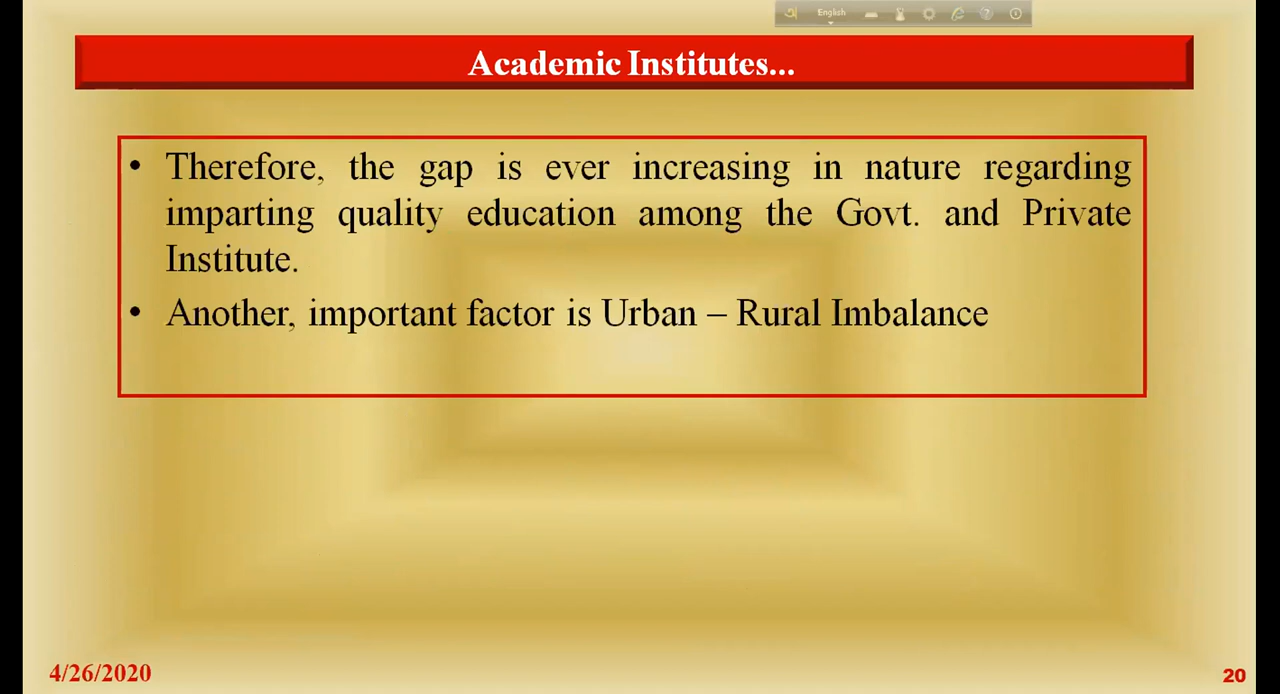 English
Academic Institutes...
• Therefore, the gap is ever increasing in nature regarding
imparting quality education among the Govt. and Private
Institute.
• Another, important factor is Urban – Rural Imbalance
4/26/2020
20